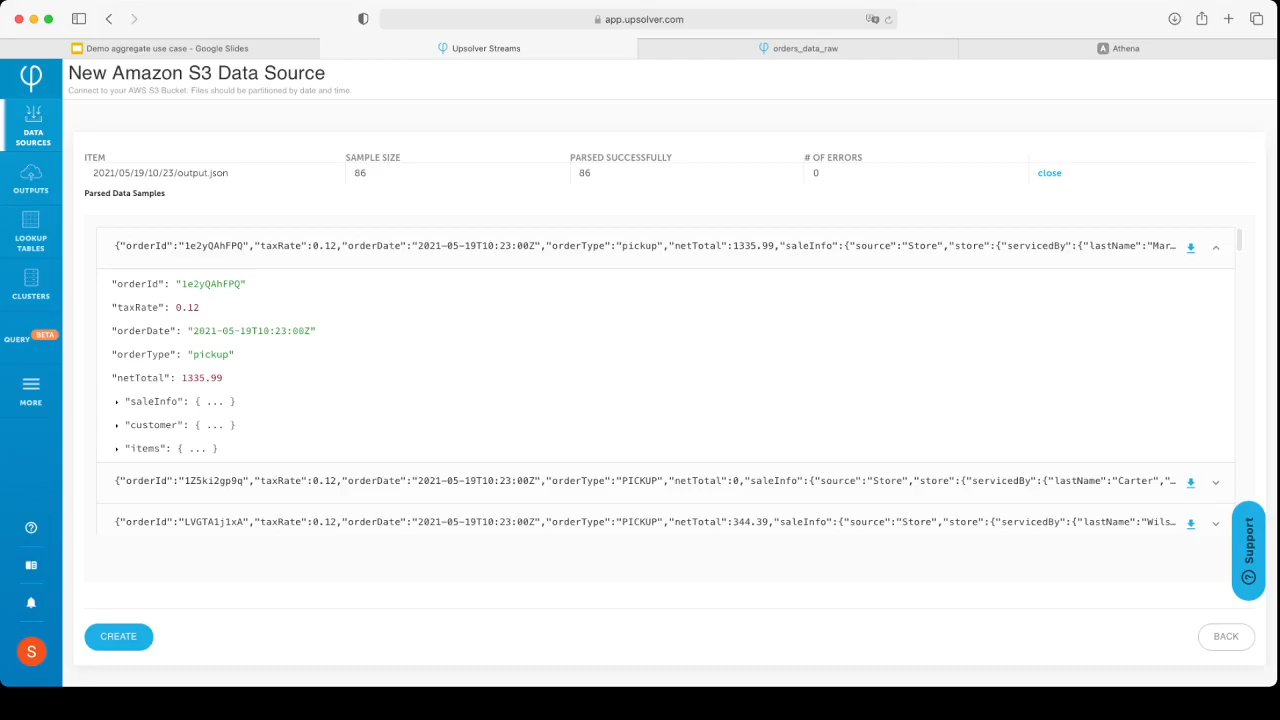 app.upsolver.com
Demo aggregate use case - Google Slides
Upsolver Streams
orders_data_raw
A Athena
New Amazon S3 Data Source
Connect to your AWS S3 Bucket. Files should be partitioned by date and time.
DATA
SOURCES
OUTPUTS
LOOKUP
TABLES
CLUSTERS
QUERY BETA
MORE
S
ITEM SAMPLE SIZE PARSED SUCCESSFULLY # OF ERRORS
2021/05/19/10/23/output.json 86 86 0 close
Parsed Data Samples
{"orderId":"1e2yQAhFPQ","taxRate":0.12,"orderDate":"2021-05-19T10:23:00Z","orderType":"pickup","netTotal":1335.99,"saleInfo":{"source":"Store","store":{"servicedBy":{"lastName":"Mar…
"orderId": "1e2yQAhFPQ"
"taxRate": 0.12
"orderDate": "2021-05-19T10:23:00Z"
"orderType": "pickup"
"netTotal": 1335.99
"saleInfo": { ... }
"customer": { ... }
"items": { ... }
{"orderId":"1Z5ki2gp9q","taxRate":0.12,"orderDate":"2021-05-19T10:23:00Z","orderType":"PICKUP","netTotal":0,"saleInfo":{"source":"Store","store":{"servicedBy":{"lastName":"Carter","…
{"orderId":"LVGTA1j1xA","taxRate":0.12,"orderDate":"2021-05-19T10:23:00Z","orderType":"PICKUP","netTotal":344.39,"saleInfo":{"source":"Store","store":{"servicedBy":{"lastName":"Wils…
Support
CREATE
BACK